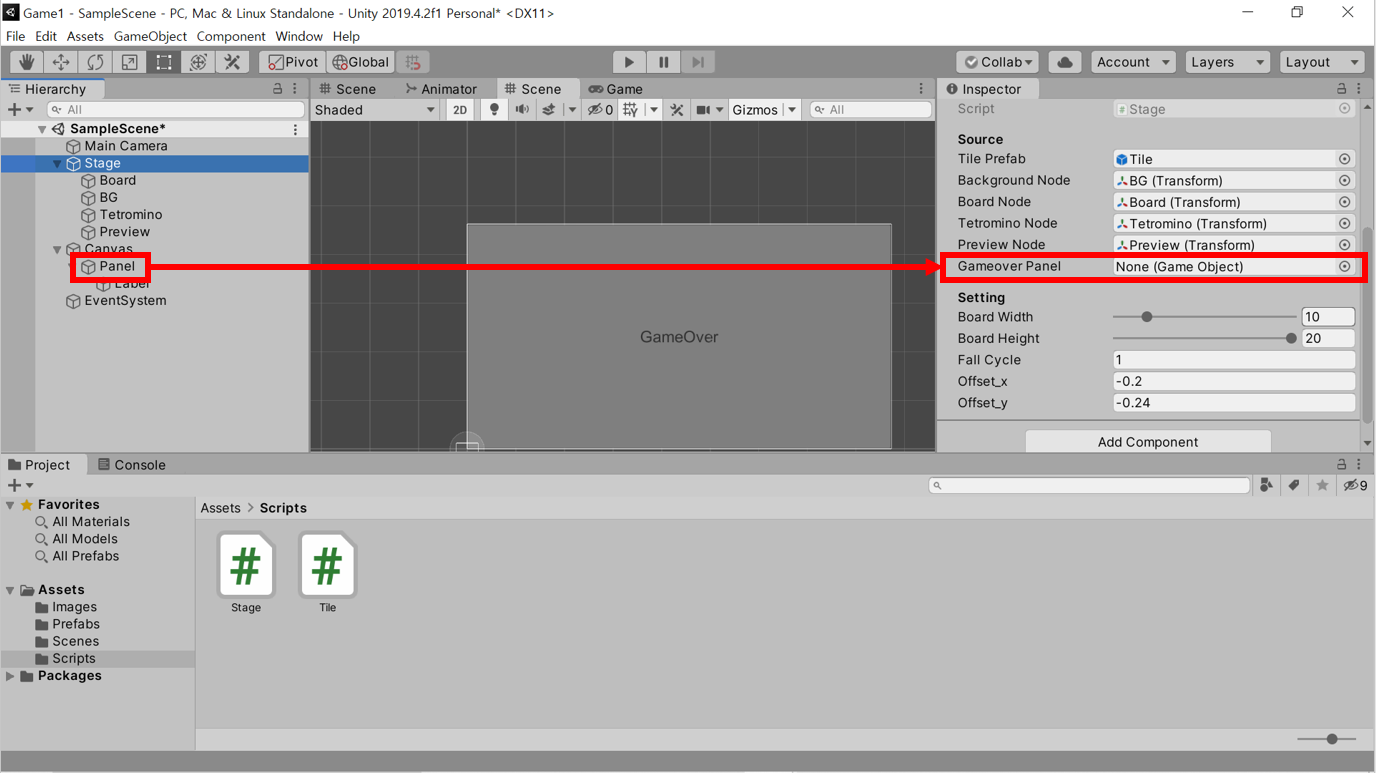 Game1 - SampleScene - PC, Mac & Linux Standalone - Unity 2019.4.2f1 Personal* <DX11>
File Edit Assets GameObject Component Window Help
Pivot Global Collab Account Layers Layout
Hierarchy
All
SampleScene*
Main Camera
Stage
Board
BG
Tetromino
Preview
Canvas
Panel
Label
EventSystem
Scene Animator Scene Game
Shaded 2D 0 Gizmos All
GameOver
Inspector
Script Stage
Source
Tile Prefab Tile
Background Node BG (Transform)
Board Node Board (Transform)
Tetromino Node Tetromino (Transform)
Preview Node Preview (Transform)
Gameover Panel None (Game Object)
Setting
Board Width 10
Board Height 20
Fall Cycle 1
Offset_x -0.2
Offset_y -0.24
Add Component
Project Console
9
Favorites
All Materials
All Models
All Prefabs
Assets
Images
Prefabs
Scenes
Scripts
Packages
Assets > Scripts
# #
Stage Tile